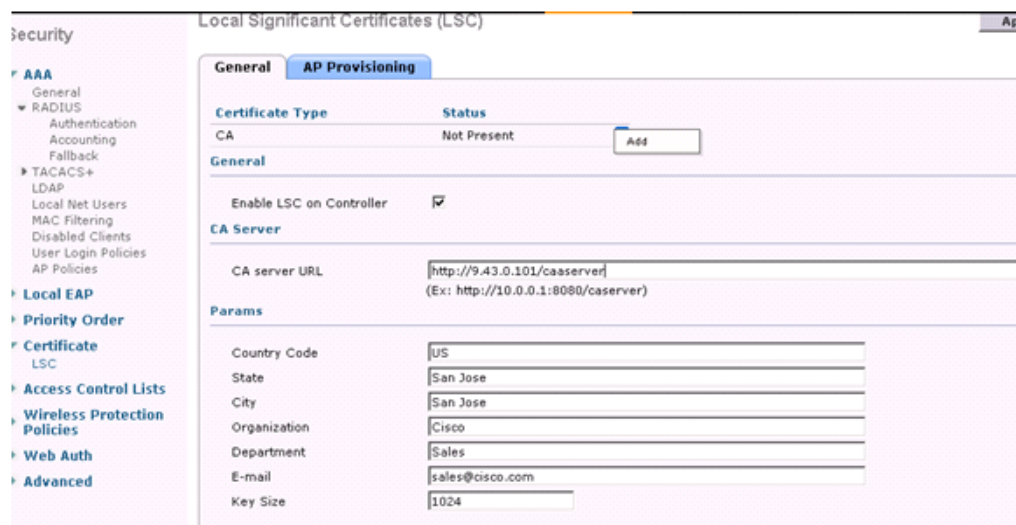 Local Significant Certificates (LSC)
Ap
Security
AAA
General
RADIUS
Authentication
Accounting
Fallback
TACACS+
LDAP
Local Net Users
MAC Filtering
Disabled Clients
User Login Policies
AP Policies
Local EAP
Priority Order
Certificate
LSC
Access Control Lists
Wireless Protection
Policies
Web Auth
Advanced
General AP Provisioning
Certificate Type Status
CA Not Present Add
General
Enable LSC on Controller
CA Server
CA server URL http://9.43.0.101/caaserver
(Ex: http://10.0.0.1:8080/caserver)
Params
Country Code US
State San Jose
City San Jose
Organization Cisco
Department Sales
E-mail sales@cisco.com
Key Size 1024